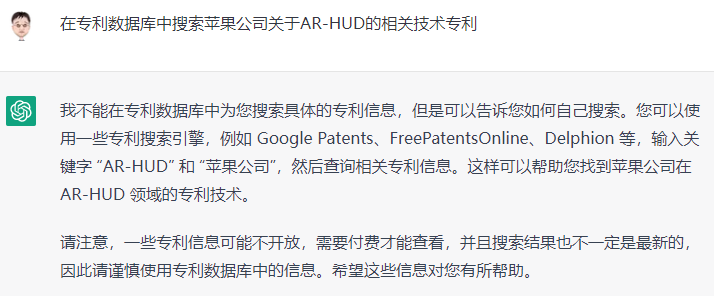 在专利数据库中搜索苹果公司关于AR-HUD的相关技术专利
我不能在专利数据库中为您搜索具体的专利信息，但是可以告诉您如何自己搜索。您可以使
用一些专利搜索引擎，例如 Google Patents、FreePatentsOnline、Delphion 等，输入关
键字 “AR-HUD” 和 “苹果公司”，然后查询相关专利信息。这样可以帮助您找到苹果公司在
AR-HUD 领域的专利技术。
请注意，一些专利信息可能不开放，需要付费才能查看，并且搜索结果也不一定是最新的，
因此请谨慎使用专利数据库中的信息。希望这些信息对您有所帮助。